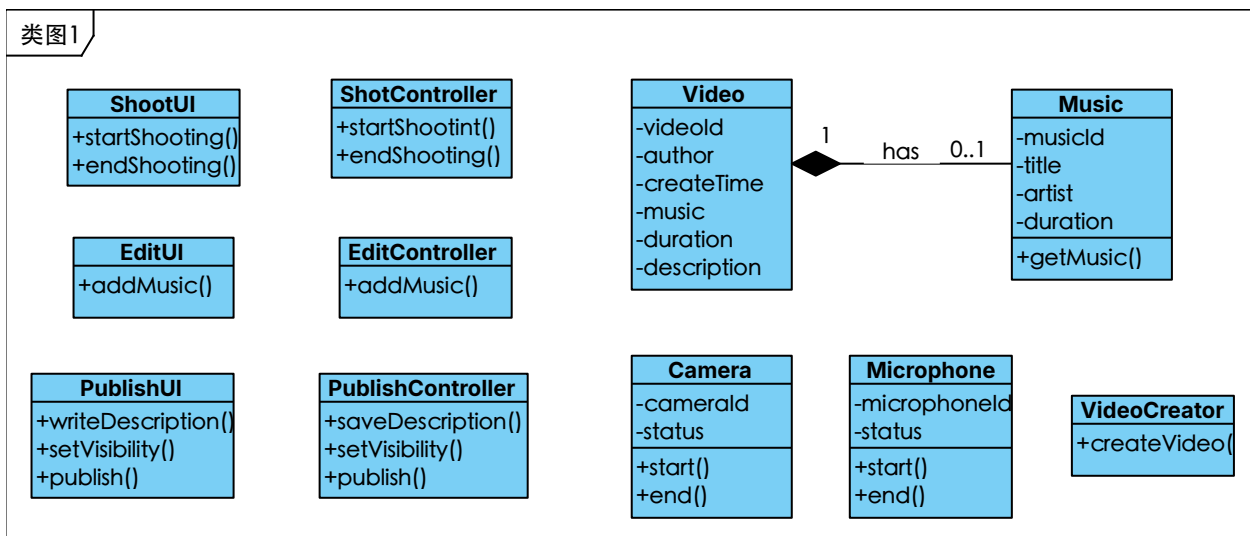 类图1
ShootUI
+startShooting()
+endShooting()
ShotController
+startShootint()
+endShooting()
Video
-videoId
-author
-createTime
-music
-duration
-description
1
has
0..1
Music
-musicId
-title
-artist
-duration
+getMusic()
EditUI
+addMusic()
EditController
+addMusic()
PublishUI
+writeDescription()
+setVisibility()
+publish()
PublishController
+saveDescription()
+setVisibility()
+publish()
Camera
-cameraId
-status
+start()
+end()
Microphone
-microphoneId
-status
+start()
+end()
VideoCreator
+createVideo(